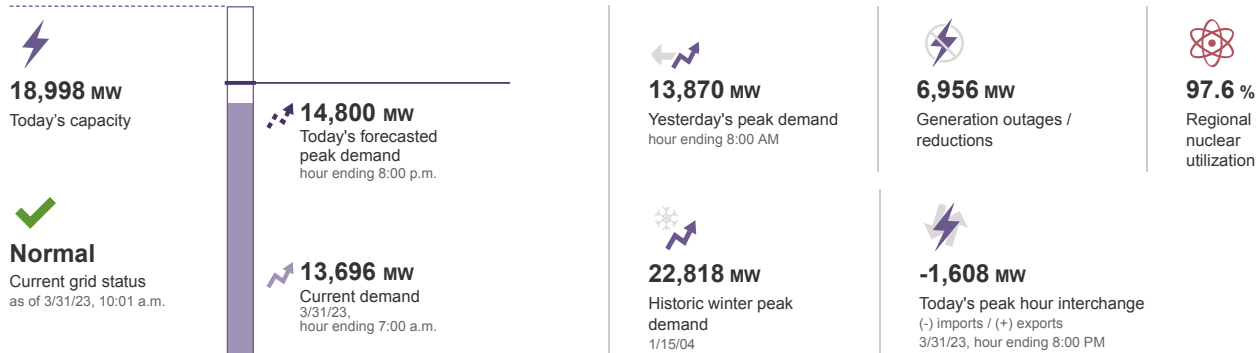 18,998 MW
Today's capacity
Normal
Current grid status
as of 3/31/23, 10:01 a.m.
14,800 MW
Today's forecasted
peak demand
hour ending 8:00 p.m.
13,696 MW
Current demand
3/31/23,
hour ending 7:00 a.m.
13,870 MW
Yesterday's peak demand
hour ending 8:00 AM
6,956 MW
Generation outages /
reductions
97.6 %
Regional
nuclear
utilization
22,818 MW
Historic winter peak
demand
1/15/04
-1,608 MW
Today's peak hour interchange
(-) imports / (+) exports
3/31/23, hour ending 8:00 PM